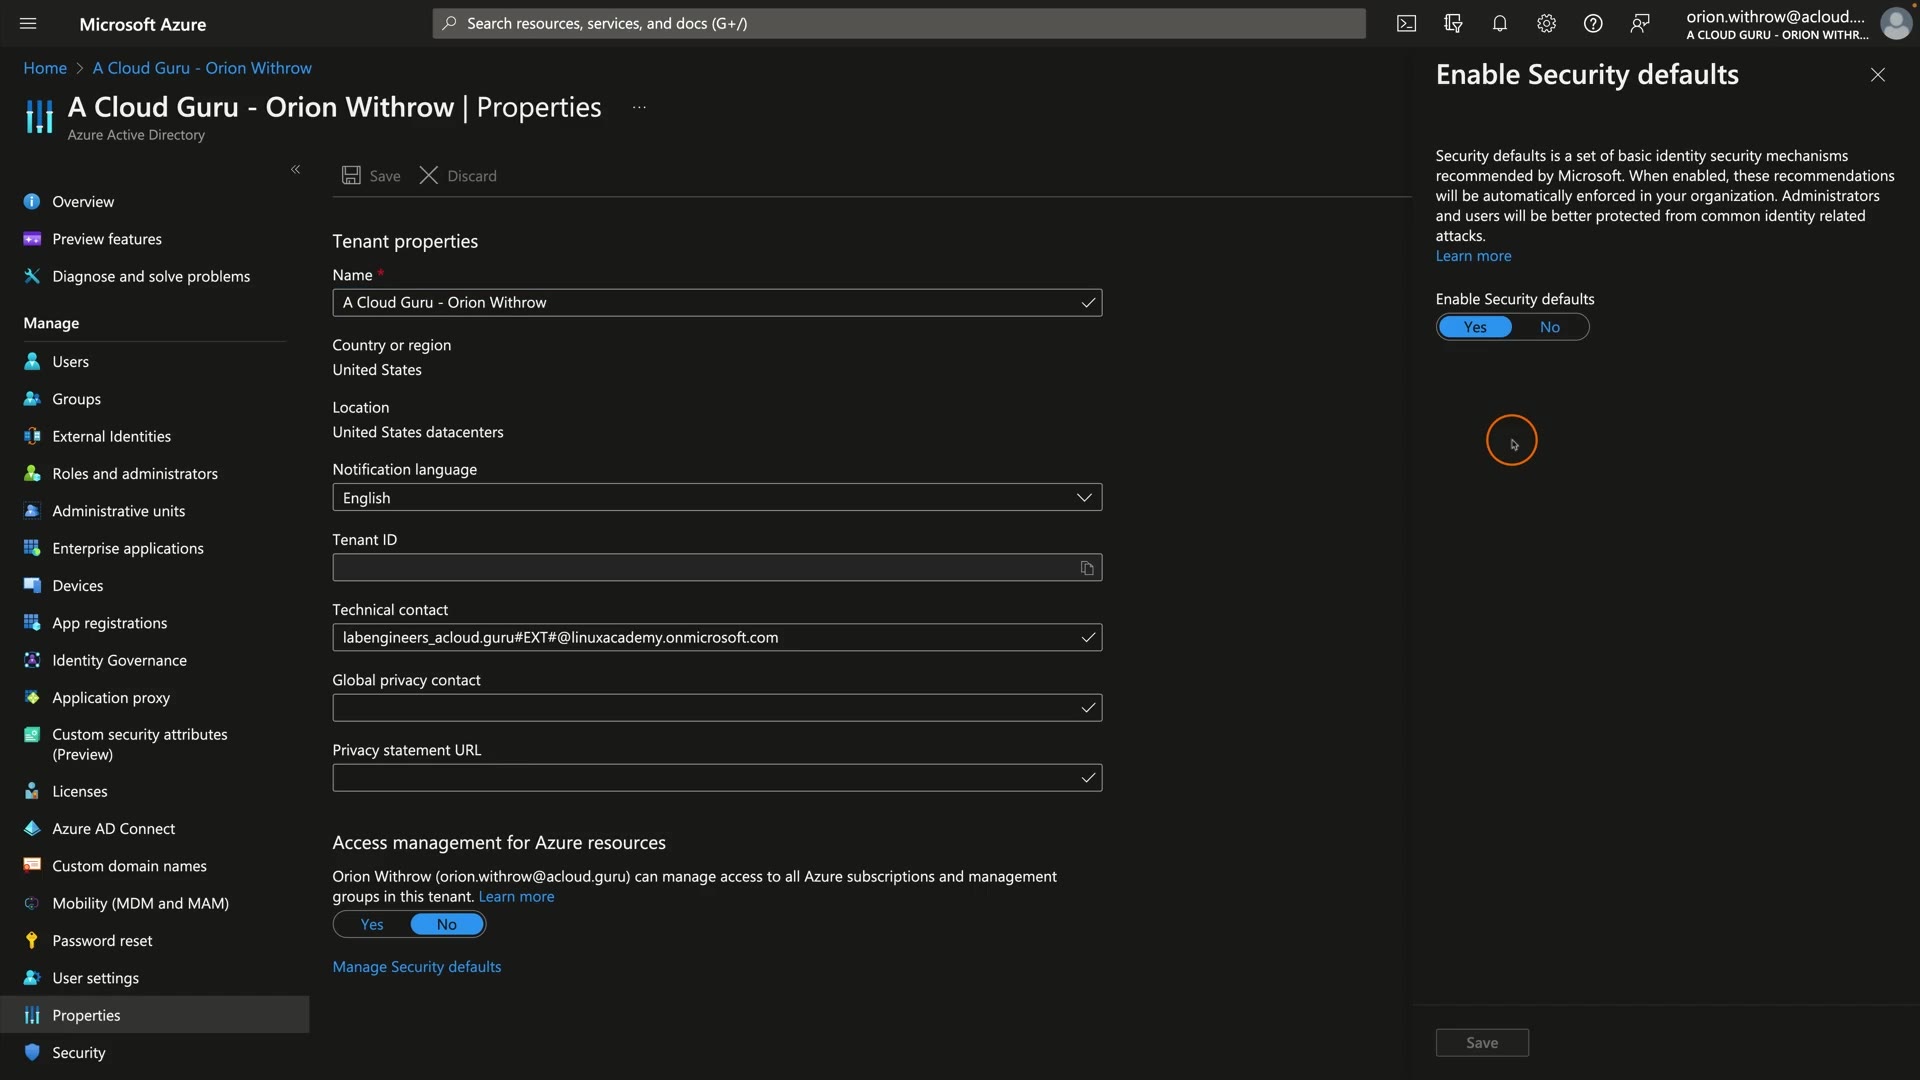 Microsoft Azure
Search resources, services, and docs (G+/)
orion.withrow@acloud....
A CLOUD GURU - ORION WITHR...
Home > A Cloud Guru - Orion Withrow
A Cloud Guru - Orion Withrow | Properties ...
Azure Active Directory
Overview
Preview features
Diagnose and solve problems
Manage
Users
Groups
External Identities
Roles and administrators
Administrative units
Enterprise applications
Devices
App registrations
Identity Governance
Application proxy
Custom security attributes
(Preview)
Licenses
Azure AD Connect
Custom domain names
Mobility (MDM and MAM)
Password reset
User settings
Properties
Security
Save
Discard
Tenant properties
Name *
A Cloud Guru - Orion Withrow
Country or region
United States
Location
United States datacenters
Notification language
English
Tenant ID
Technical contact
labengineers_acloud.guru#EXT#@linuxacademy.onmicrosoft.com
Global privacy contact
Privacy statement URL
Access management for Azure resources
Orion Withrow (orion.withrow@acloud.guru) can manage access to all Azure subscriptions and management
groups in this tenant. Learn more
Yes No
Manage Security defaults
Enable Security defaults
Security defaults is a set of basic identity security mechanisms
recommended by Microsoft. When enabled, these recommendations
will be automatically enforced in your organization. Administrators
and users will be better protected from common identity related
attacks.
Learn more
Enable Security defaults
Yes No
Save